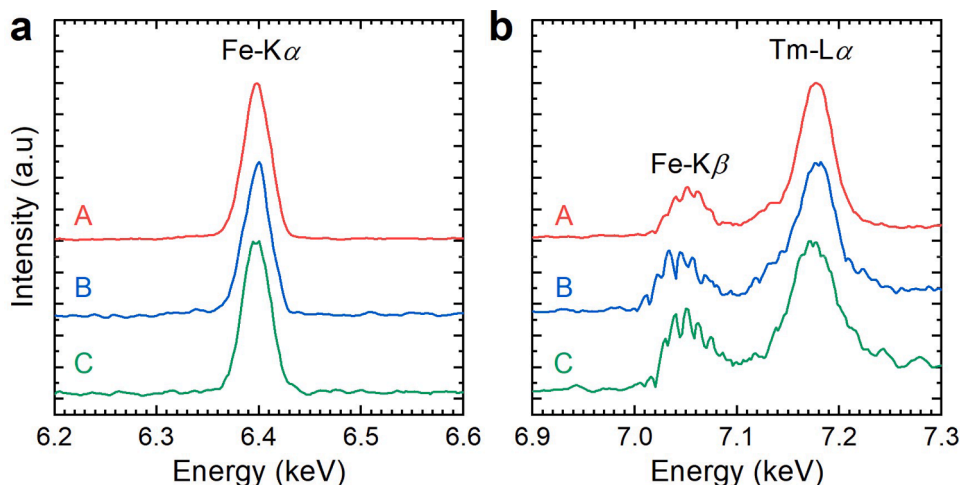 a
Fe-Kα
A
B
C
Intensity (a.u)
6.2 6.3 6.4 6.5 6.6
Energy (keV)
b
Tm-Lα
Fe-Kβ
A
B
C
6.9 7.0 7.1 7.2 7.3
Energy (keV)